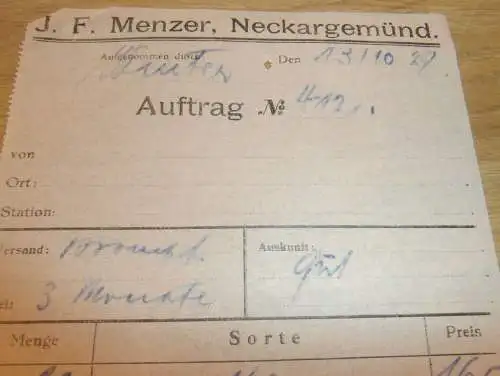 J. F. Menzer, Neckargemünd.
Aufgenommen durch Den 13/10 27
Auftrag №
von
Ort:
Station:
Versand: Auskunft: gut
3 Monate
Menge Sorte Preis